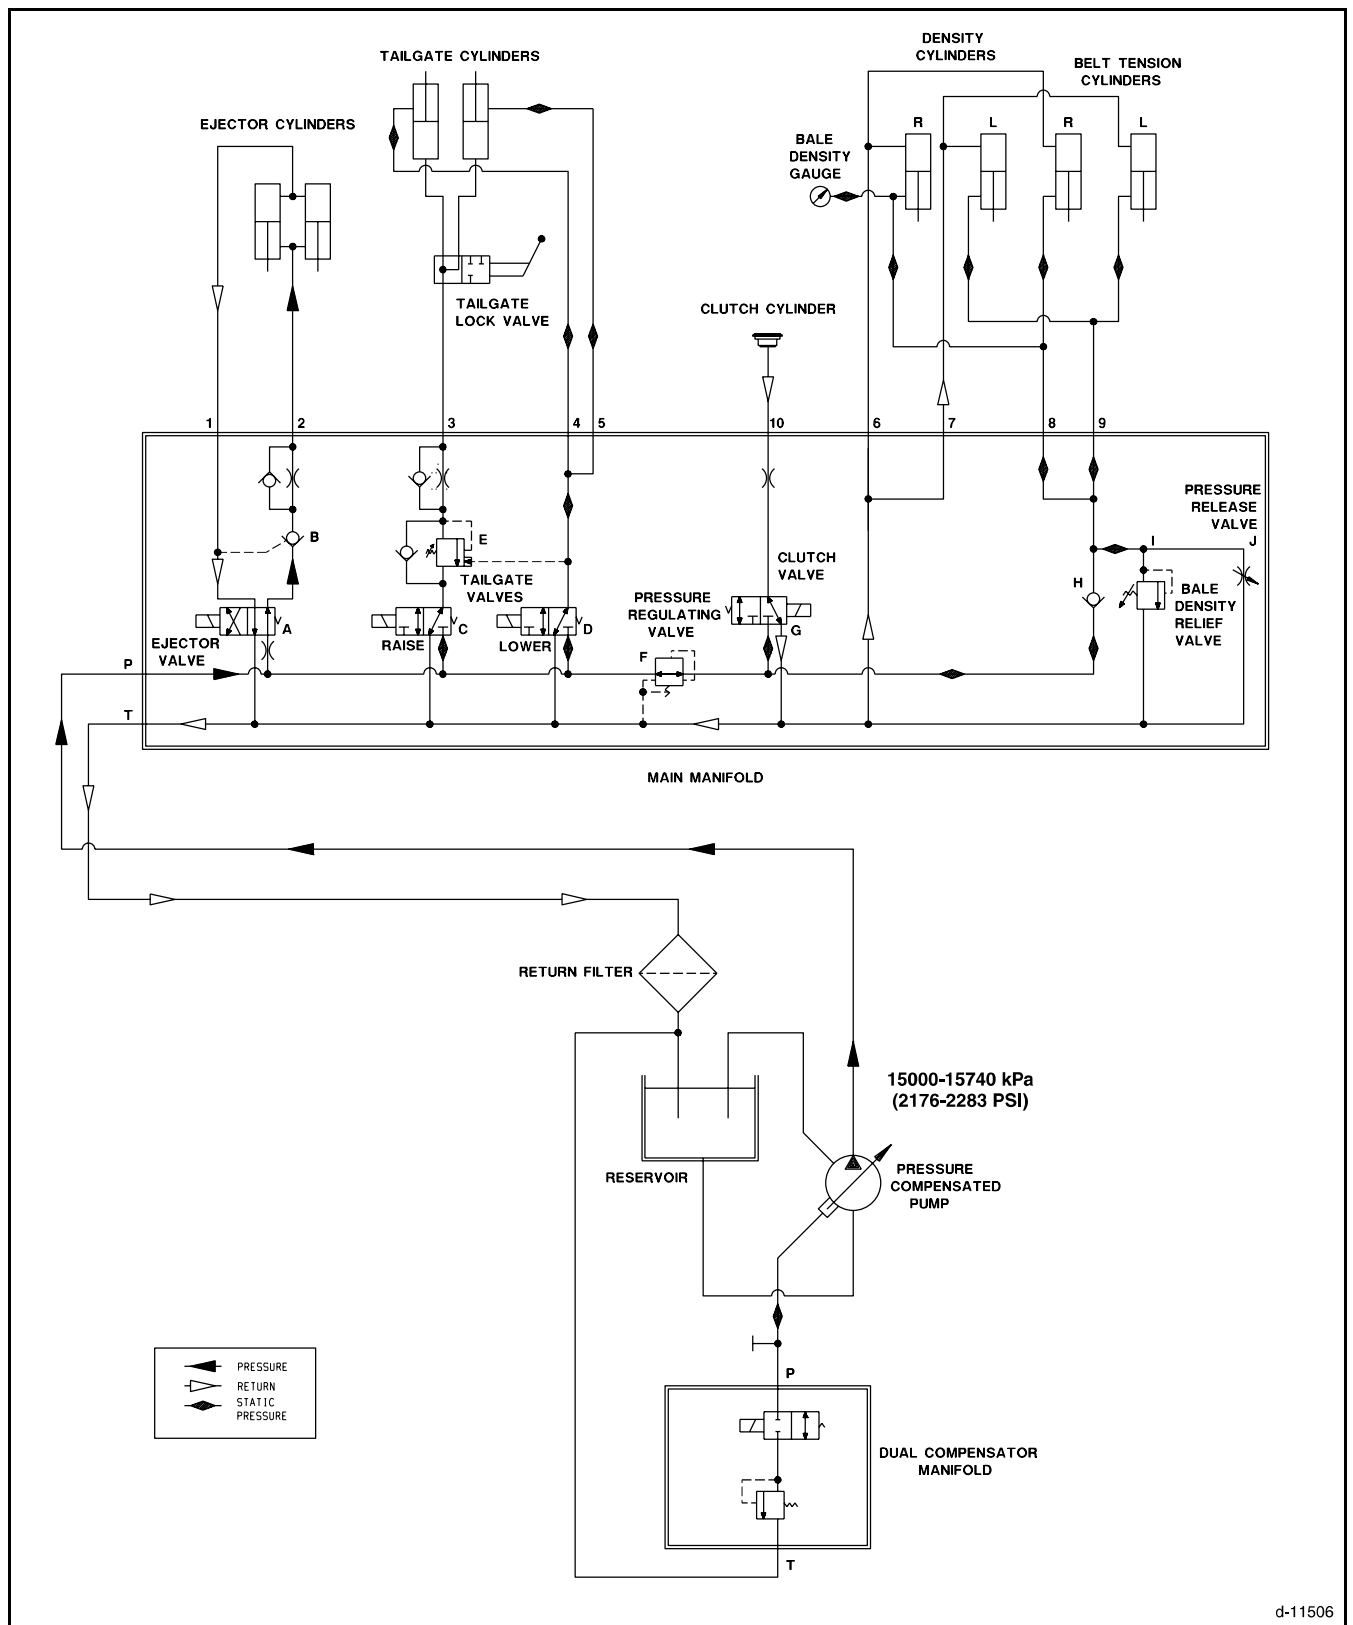 TAILGATE CYLINDERS
DENSITY
CYLINDERS
BELT TENSION
CYLINDERS
EJECTOR CYLINDERS
R
L
R
L
BALE
DENSITY
GAUGE
TAILGATE
LOCK VALVE
CLUTCH CYLINDER
1
2
3
4
5
10
6
7
8
9
PRESSURE
RELEASE
VALVE
B
E
I
J
TAILGATE
VALVES
CLUTCH
VALVE
H
BALE
DENSITY
RELIEF
VALVE
PRESSURE
REGULATING
VALVE
EJECTOR
VALVE
A
RAISE
C
LOWER
D
G
F
P
T
MAIN MANIFOLD
RETURN FILTER
15000-15740 kPa
(2176-2283 PSI)
RESERVOIR
PRESSURE
COMPENSATED
PUMP
PRESSURE
RETURN
STATIC
PRESSURE
P
DUAL COMPENSATOR
MANIFOLD
T
d-11506